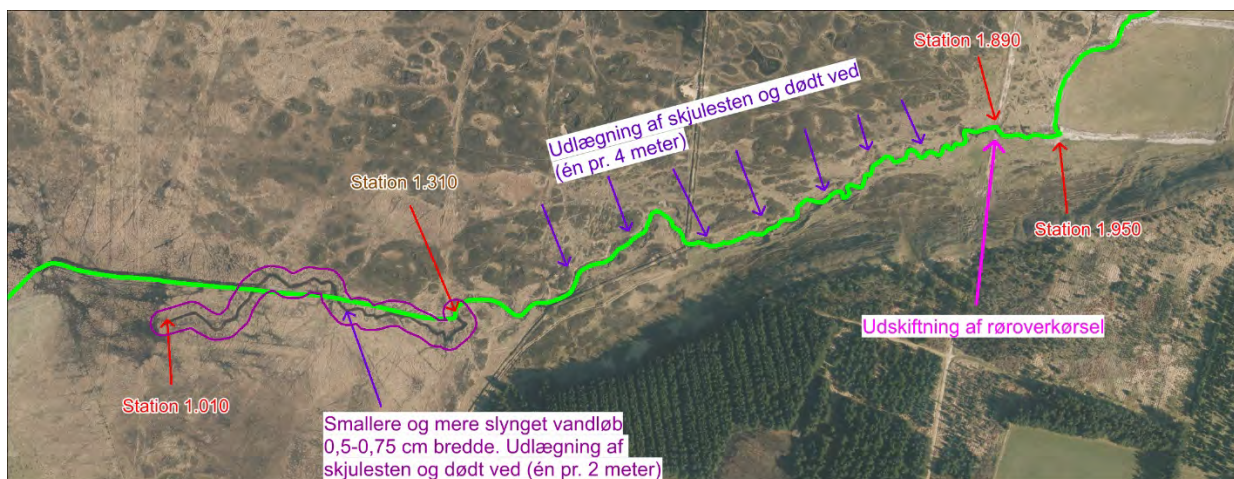 Station 1.890
Udlægning af skjulesten og dødt ved
(én pr. 4 meter)
Station 1.310
Station 1.950
Udskiftning af røroverkørsel
Station 1.010
Smallere og mere slynget vandløb
0,5-0,75 cm bredde. Udlægning af
skjulesten og dødt ved (én pr. 2 meter)